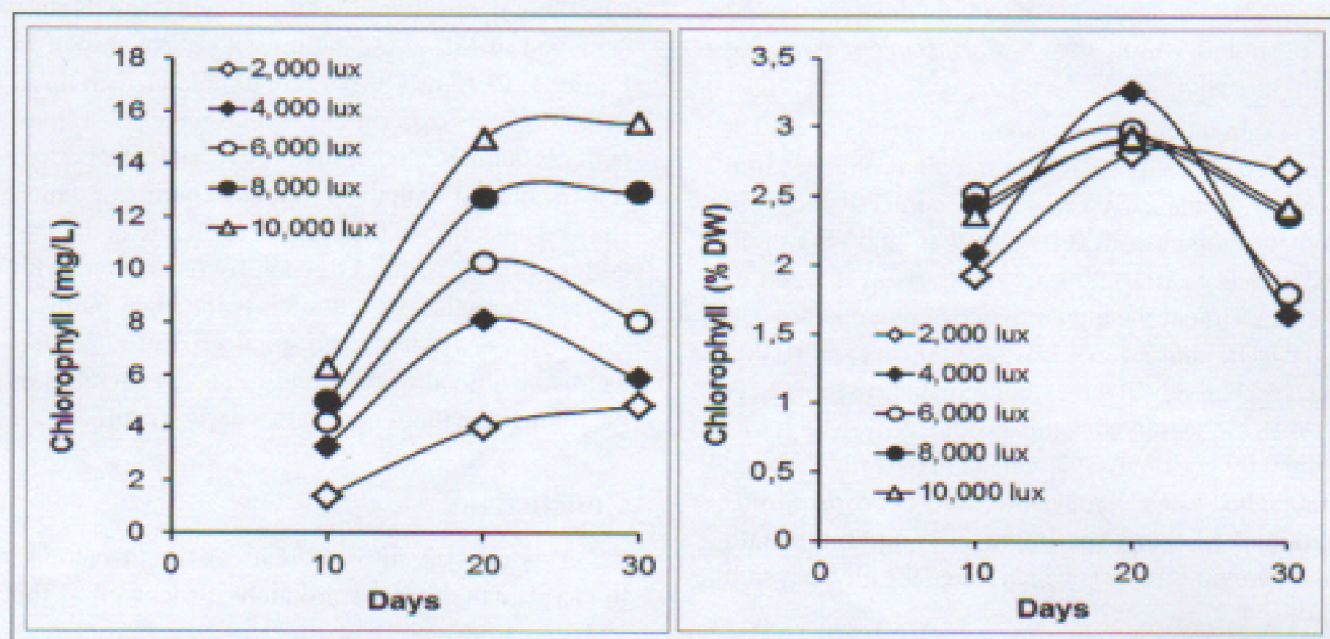 Chlorophyll (mg/L)
18
16
14
12
10
8
6
4
2
0
2,000 lux
4,000 lux
6,000 lux
8,000 lux
10,000 lux
0 10 20 30
Days
Chlorophyll (% DW)
3,5
3
2,5
2
1,5
1
0,5
0
2,000 lux
4,000 lux
6,000 lux
8,000 lux
10,000 lux
0 10 20 30
Days